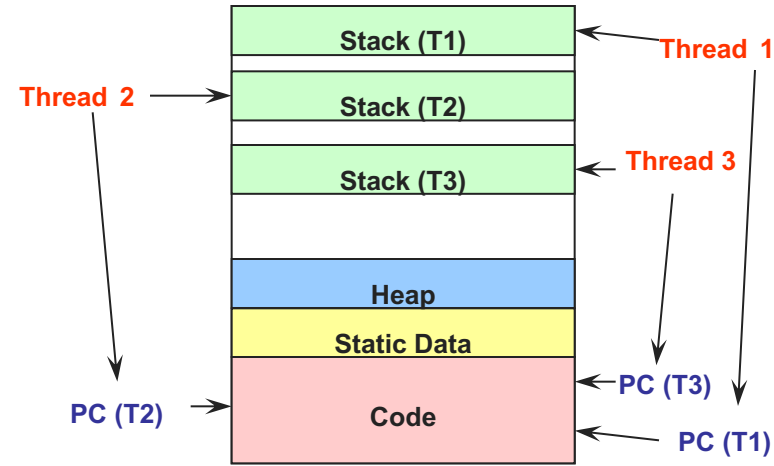 Stack (T1)
Thread 1
Thread 2
Stack (T2)
Thread 3
Stack (T3)
Heap
Static Data
PC (T3)
PC (T2)
Code
PC (T1)